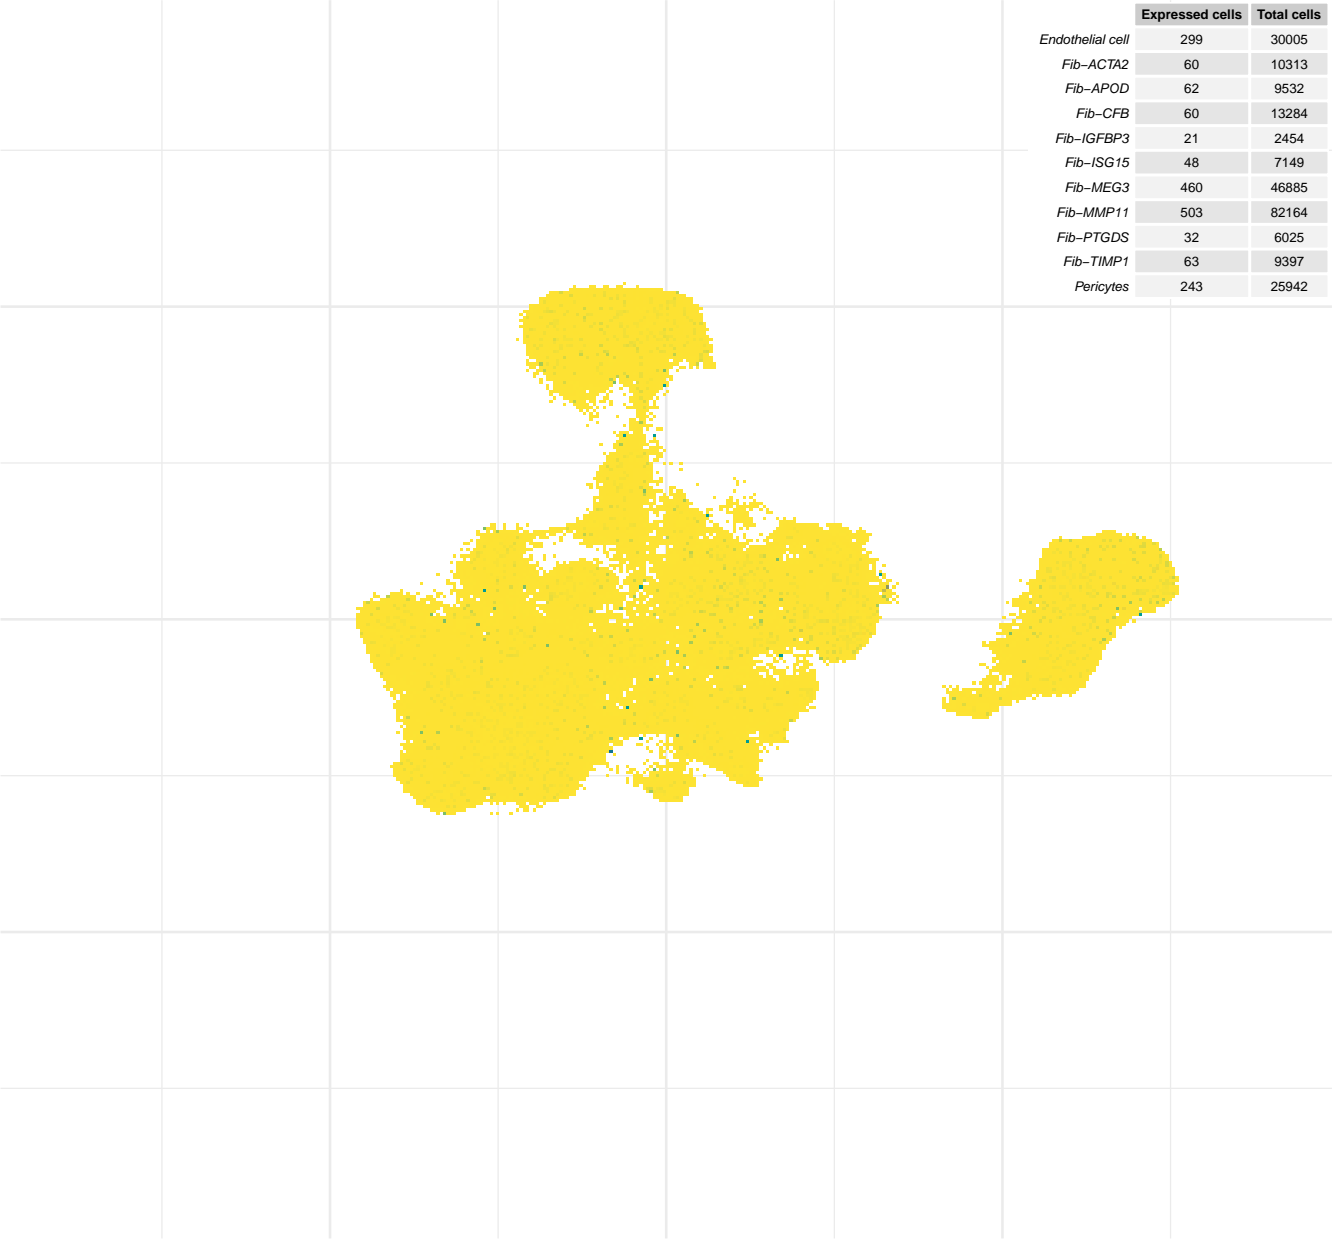 Expressed cells Total cells
Endothelial cell 299 30005
Fib−ACTA2 60 10313
Fib−APOD 62 9532
Fib−CFB 60 13284
Fib−IGFBP3 21 2454
Fib−ISG15 48 7149
Fib−MEG3 460 46885
Fib−MMP11 503 82164
Fib−PTGDS 32 6025
Fib−TIMP1 63 9397
Pericytes 243 25942